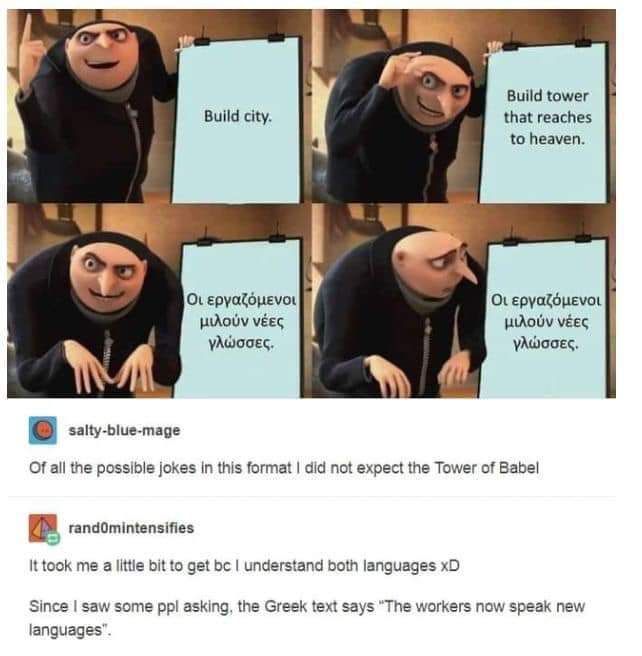 Build city.
Build tower
that reaches
to heaven.
Οι εργαζόμενοι
μιλούν νέες
γλώσσες.
Οι εργαζόμενοι
μιλούν νέες
γλώσσες.
salty-blue-mage
Of all the possible jokes in this format I did not expect the Tower of Babel
rand0mintensifies
It took me a little bit to get bc I understand both languages xD
Since I saw some ppl asking, the Greek text says “The workers now speak new
languages”.